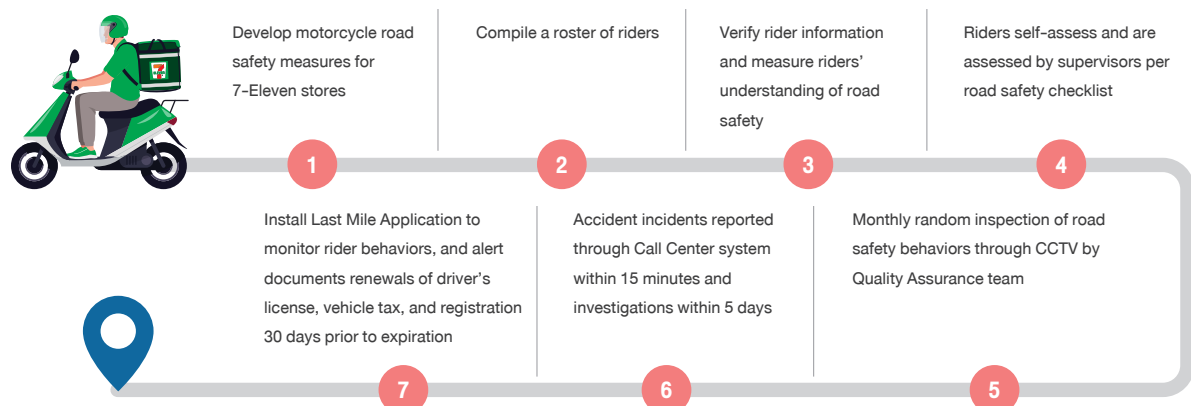 Develop motorcycle road
safety measures for
7-Eleven stores
Compile a roster of riders
Verify rider information
and measure riders’
understanding of road
safety
Riders self-assess and are
assessed by supervisors per
road safety checklist
7
ELEVEN
1
2
3
4
Monthly random inspection of road
safety behaviors through CCTV by
Quality Assurance team
Accident incidents reported
through Call Center system
within 15 minutes and
investigations within 5 days
Install Last Mile Application to
monitor rider behaviors, and alert
documents renewals of driver’s
license, vehicle tax, and registration
30 days prior to expiration
5
6
7